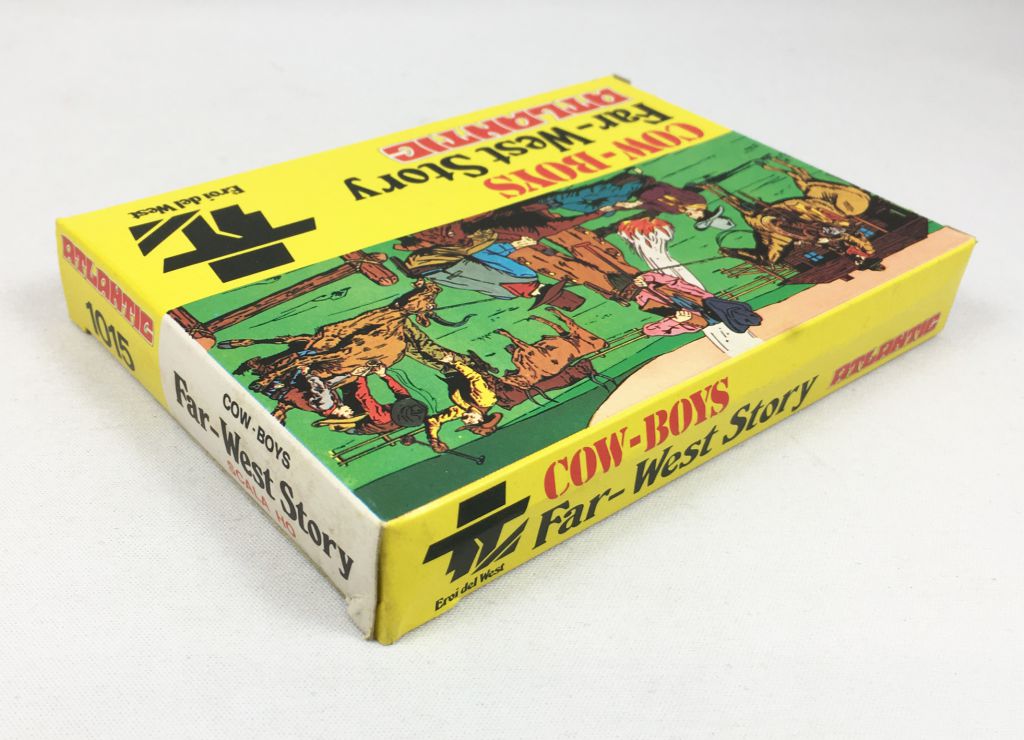 ATLANTIC
Far-West Story
COW-BOYS
Eroi del West
ATLANTIC
1015
COW-BOYS
Far-West Story
SCALA HO
COW-BOYS
Far-West Story
ATLANTIC
Eroi del West